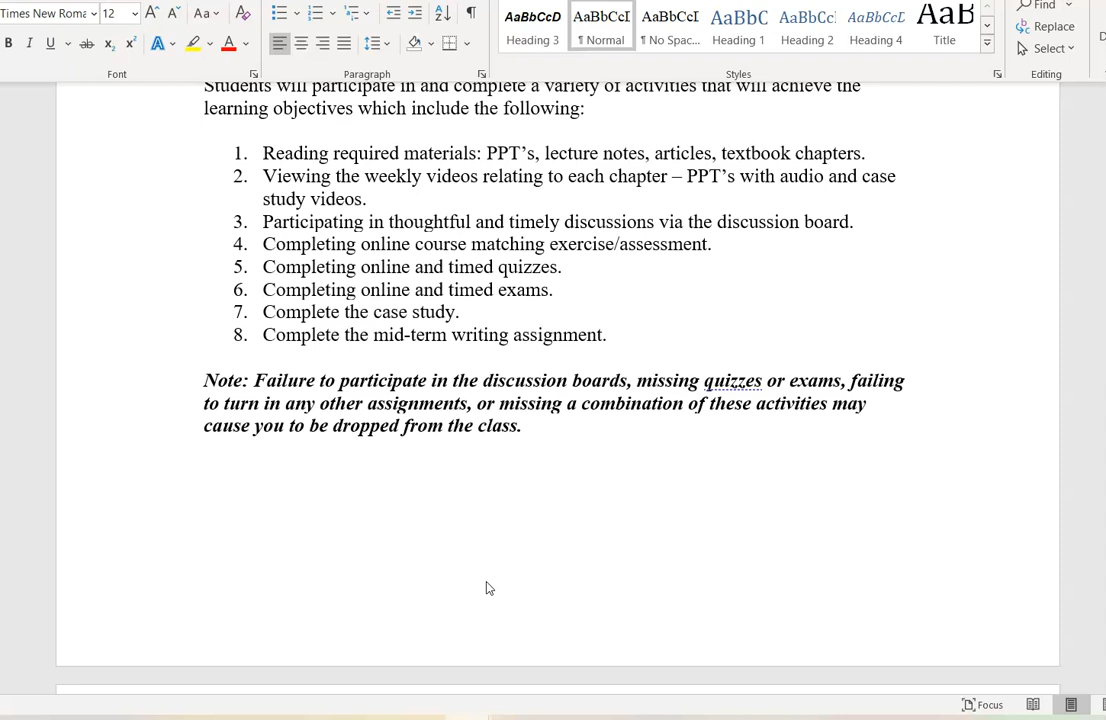 Times New Roma
12
Aa
Find
Replace
Select
Font
Paragraph
Styles
Editing
AaBbCcD
AaBbCcI
AaBbCcI
AaBbC
AaBbCc
AaBbCcD
AaB
Heading 3
¶ Normal
¶ No Spac...
Heading 1
Heading 2
Heading 4
Title
Students will participate in and complete a variety of activities that will achieve the
learning objectives which include the following:
1. Reading required materials: PPT’s, lecture notes, articles, textbook chapters.
2. Viewing the weekly videos relating to each chapter – PPT’s with audio and case
study videos.
3. Participating in thoughtful and timely discussions via the discussion board.
4. Completing online course matching exercise/assessment.
5. Completing online and timed quizzes.
6. Completing online and timed exams.
7. Complete the case study.
8. Complete the mid-term writing assignment.
Note: Failure to participate in the discussion boards, missing quizzes or exams, failing
to turn in any other assignments, or missing a combination of these activities may
cause you to be dropped from the class.
Focus